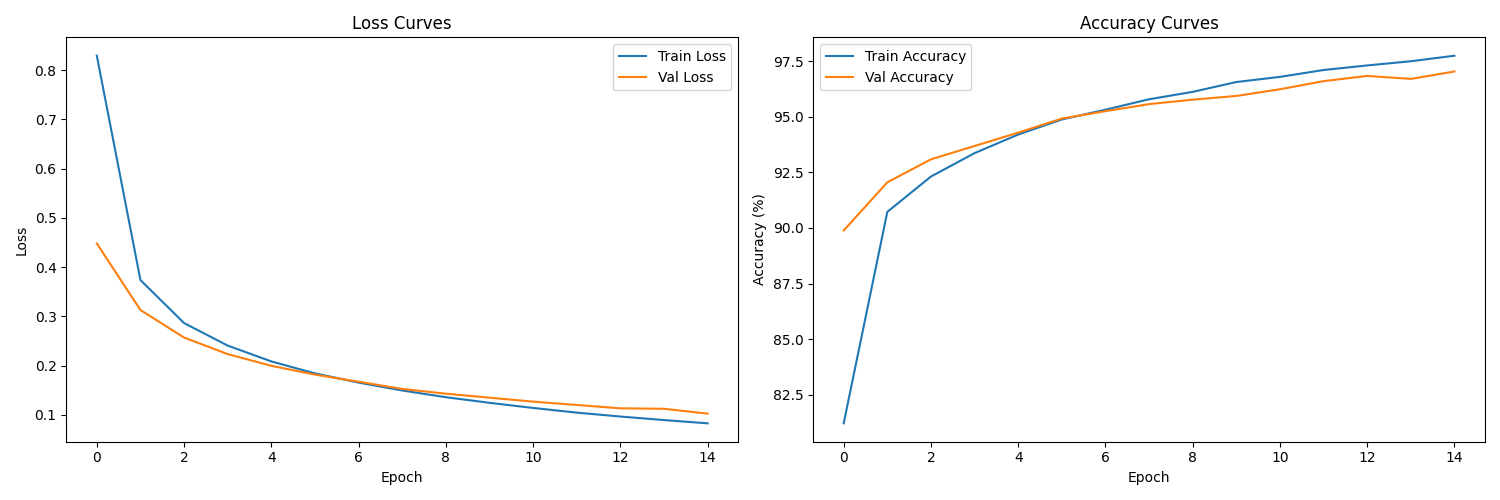 Loss Curves
Train Loss
Val Loss
0.8
0.7
0.6
0.5
0.4
0.3
0.2
0.1
Loss
0 2 4 6 8 10 12 14
Epoch
Accuracy Curves
Train Accuracy
Val Accuracy
97.5
95.0
92.5
90.0
87.5
85.0
82.5
Accuracy (%)
0 2 4 6 8 10 12 14
Epoch